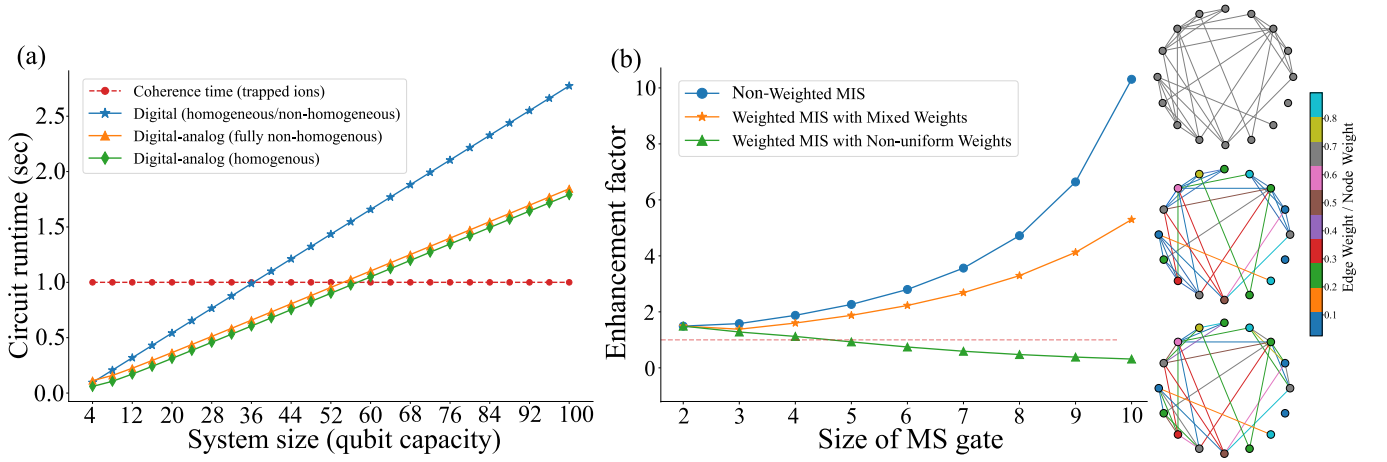 (a)
Circuit runtime (sec)
2.5
2.0
1.5
1.0
0.5
0.0
Coherence time (trapped ions)
Digital (homogeneous/non-homogeneous)
Digital-analog (fully non-homogenous)
Digital-analog (homogenous)
4 12 20 28 36 44 52 60 68 76 84 92 100
System size (qubit capacity)
(b)
Enhancement factor
10
8
6
4
2
0
Non-Weighted MIS
Weighted MIS with Mixed Weights
Weighted MIS with Non-uniform Weights
2 3 4 5 6 7 8 9 10
Size of MS gate
0.8
0.7
0.6
0.5
0.4
0.3
0.2
0.1
Edge Weight / Node Weight